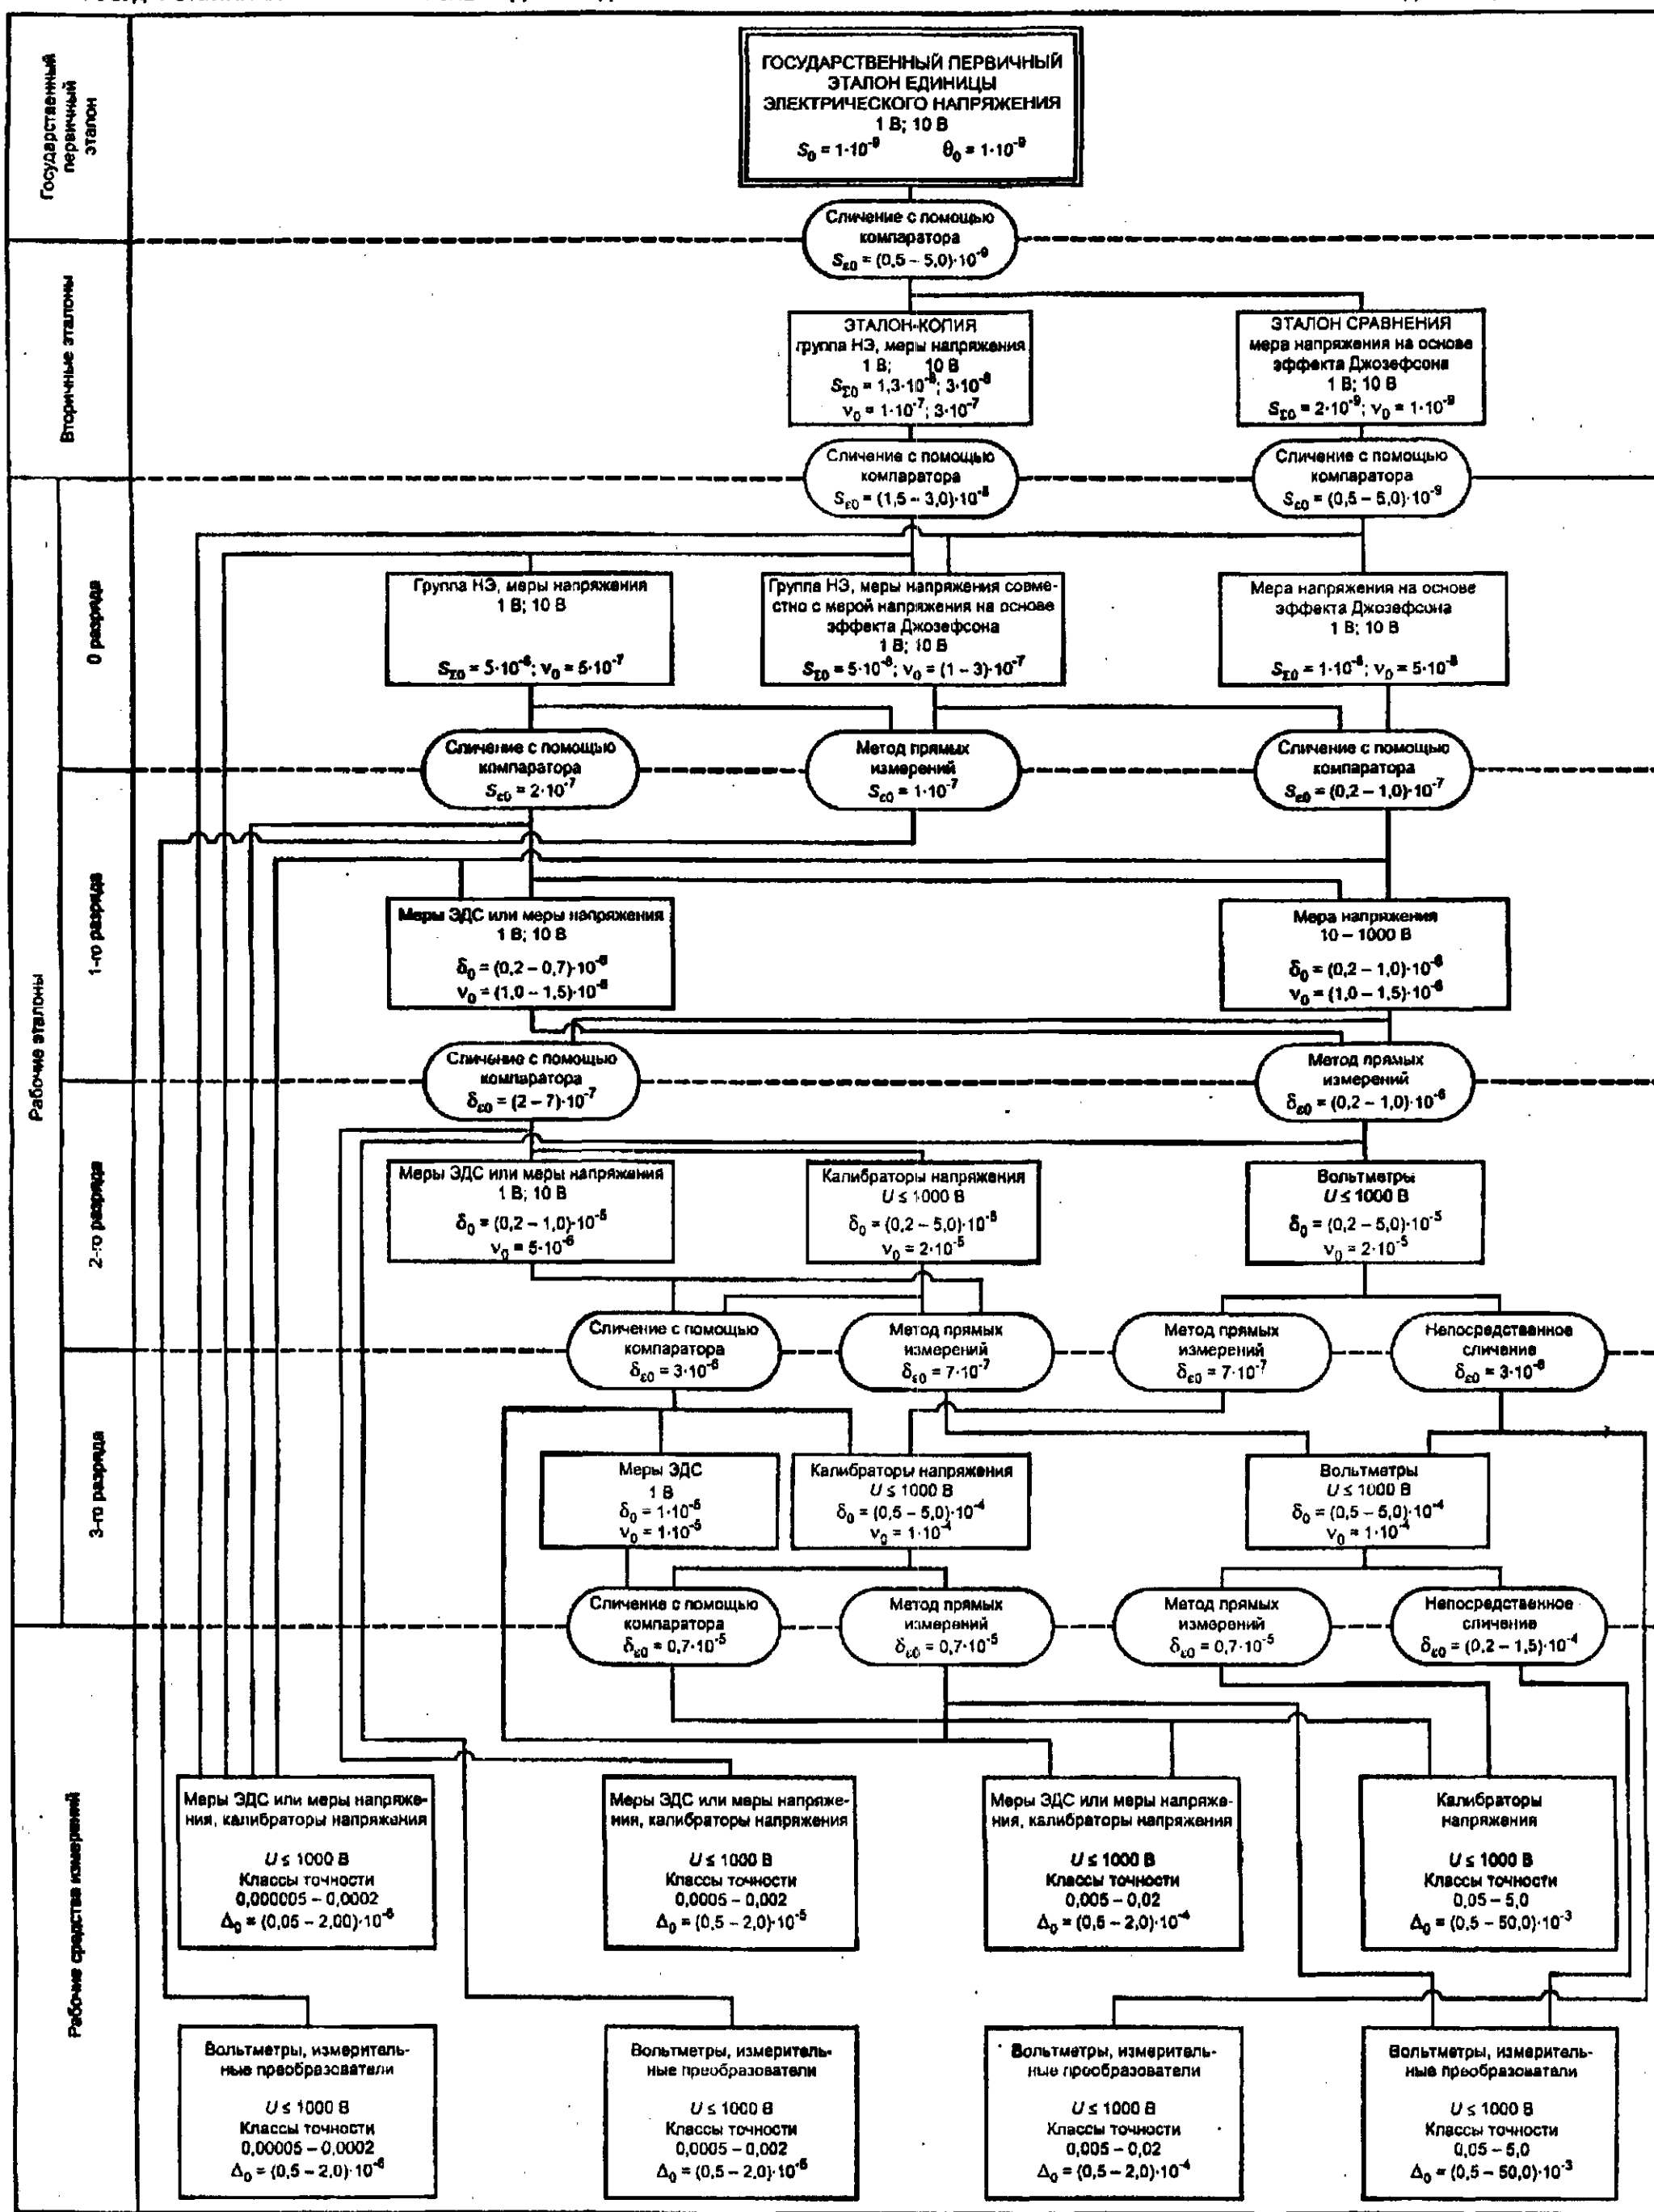 Государственный
первичный
эталон
ГОСУДАРСТВЕННЫЙ ПЕРВИЧНЫЙ
ЭТАЛОН ЕДИНИЦЫ
ЭЛЕКТРИЧЕСКОГО НАПРЯЖЕНИЯ
1 В; 10 В
S₀ = 1·10⁻⁹ θ₀ = 1·10⁻⁹
Сличение с помощью
компаратора
Sε₀ = (0,5 – 5,0)·10⁻⁹
Вторичные эталоны
ЭТАЛОН-КОПИЯ
группа НЭ, меры напряжения
1 В; 10 В
SΣ₀ = 1,3·10⁻⁸; 3·10⁻⁸
ν₀ = 1·10⁻⁷; 3·10⁻⁷
ЭТАЛОН СРАВНЕНИЯ
мера напряжения на основе
эффекта Джозефсона
1 В; 10 В
SΣ₀ = 2·10⁻⁹; ν₀ = 1·10⁻⁹
Сличение с помощью
компаратора
Sε₀ = (1,5 – 3,0)·10⁻⁸
Сличение с помощью
компаратора
Sε₀ = (0,5 – 5,0)·10⁻⁹
Рабочие эталоны
0 разряда
Группа НЭ, меры напряжения
1 В; 10 В
SΣ₀ = 5·10⁻⁸; ν₀ = 5·10⁻⁷
Группа НЭ, меры напряжения совме-
стно с мерой напряжения на основе
эффекта Джозефсона
1 В; 10 В
SΣ₀ = 5·10⁻⁸; ν₀ = (1 – 3)·10⁻⁷
Мера напряжения на основе
эффекта Джозефсона
1 В; 10 В
SΣ₀ = 1·10⁻⁸; ν₀ = 5·10⁻⁸
Сличение с помощью
компаратора
Sε₀ = 2·10⁻⁷
Метод прямых
измерений
Sε₀ = 1·10⁻⁷
Сличение с помощью
компаратора
Sε₀ = (0,2 – 1,0)·10⁻⁷
1-го разряда
Меры ЭДС или меры напряжения
1 В; 10 В
δ₀ = (0,2 – 0,7)·10⁻⁶
ν₀ = (1,0 – 1,5)·10⁻⁶
Мера напряжения
10 – 1000 В
δ₀ = (0,2 – 1,0)·10⁻⁶
ν₀ = (1,0 – 1,5)·10⁻⁶
Сличение с помощью
компаратора
δε₀ = (2 – 7)·10⁻⁷
Метод прямых
измерений
δε₀ = (0,2 – 1,0)·10⁻⁶
2-го разряда
Меры ЭДС или меры напряжения
1 В; 10 В
δ₀ = (0,2 – 1,0)·10⁻⁵
ν₀ = 5·10⁻⁶
Калибраторы напряжения
U ≤ 1000 В
δ₀ = (0,2 – 5,0)·10⁻⁵
ν₀ = 2·10⁻⁵
Вольтметры
U ≤ 1000 В
δ₀ = (0,2 – 5,0)·10⁻⁵
ν₀ = 2·10⁻⁵
Сличение с помощью
компаратора
δε₀ = 3·10⁻⁶
Метод прямых
измерений
δε₀ = 7·10⁻⁷
Метод прямых
измерений
δε₀ = 7·10⁻⁷
Непосредственное
сличение
δε₀ = 3·10⁻⁶
3-го разряда
Меры ЭДС
1 В
δ₀ = 1·10⁻⁵
ν₀ = 1·10⁻⁵
Калибраторы напряжения
U ≤ 1000 В
δ₀ = (0,5 – 5,0)·10⁻⁴
ν₀ = 1·10⁻⁴
Вольтметры
U ≤ 1000 В
δ₀ = (0,5 – 5,0)·10⁻⁴
ν₀ = 1·10⁻⁴
Сличение с помощью
компаратора
δε₀ = 0,7·10⁻⁵
Метод прямых
измерений
δε₀ = 0,7·10⁻⁵
Метод прямых
измерений
δε₀ = 0,7·10⁻⁵
Непосредственное
сличение
δε₀ = (0,2 – 1,5)·10⁻⁴
Рабочие средства измерений
Меры ЭДС или меры напряже-
ния, калибраторы напряжения
U ≤ 1000 В
Классы точности
0,000005 – 0,0002
Δ₀ = (0,05 – 2,00)·10⁻⁶
Меры ЭДС или меры напряже-
ния, калибраторы напряжения
U ≤ 1000 В
Классы точности
0,0005 – 0,002
Δ₀ = (0,5 – 2,0)·10⁻⁵
Меры ЭДС или меры напряже-
ния, калибраторы напряжения
U ≤ 1000 В
Классы точности
0,005 – 0,02
Δ₀ = (0,5 – 2,0)·10⁻⁴
Калибраторы
напряжения
U ≤ 1000 В
Классы точности
0,05 – 5,0
Δ₀ = (0,5 – 50,0)·10⁻³
Вольтметры, измеритель-
ные преобразователи
U ≤ 1000 В
Классы точности
0,00005 – 0,0002
Δ₀ = (0,5 – 2,0)·10⁻⁶
Вольтметры, измеритель-
ные преобразователи
U ≤ 1000 В
Классы точности
0,0005 – 0,002
Δ₀ = (0,5 – 2,0)·10⁻⁵
Вольтметры, измеритель-
ные преобразователи
U ≤ 1000 В
Классы точности
0,005 – 0,02
Δ₀ = (0,5 – 2,0)·10⁻⁴
Вольтметры, измеритель-
ные преобразователи
U ≤ 1000 В
Классы точности
0,05 – 5,0
Δ₀ = (0,5 – 50,0)·10⁻³